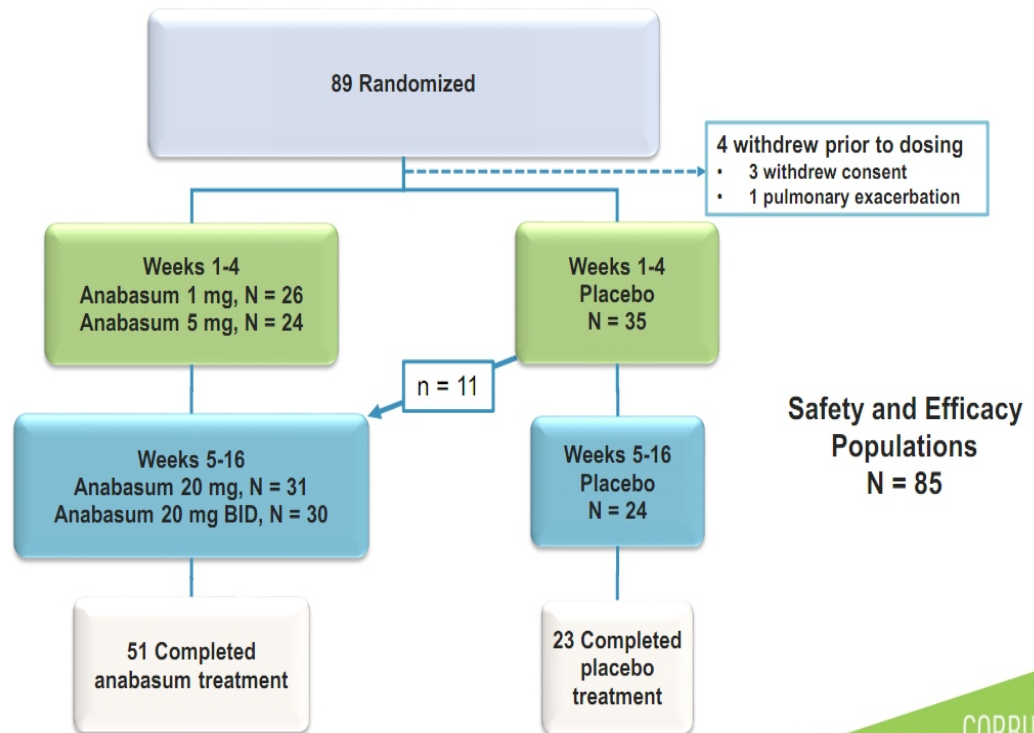 89 Randomized
4 withdrew prior to dosing
• 3 withdrew consent
• 1 pulmonary exacerbation
Weeks 1-4
Anabasum 1 mg, N = 26
Anabasum 5 mg, N = 24
Weeks 1-4
Placebo
N = 35
n = 11
Weeks 5-16
Anabasum 20 mg, N = 31
Anabasum 20 mg BID, N = 30
Weeks 5-16
Placebo
N = 24
Safety and Efficacy
Populations
N = 85
51 Completed
anabasum treatment
23 Completed
placebo
treatment